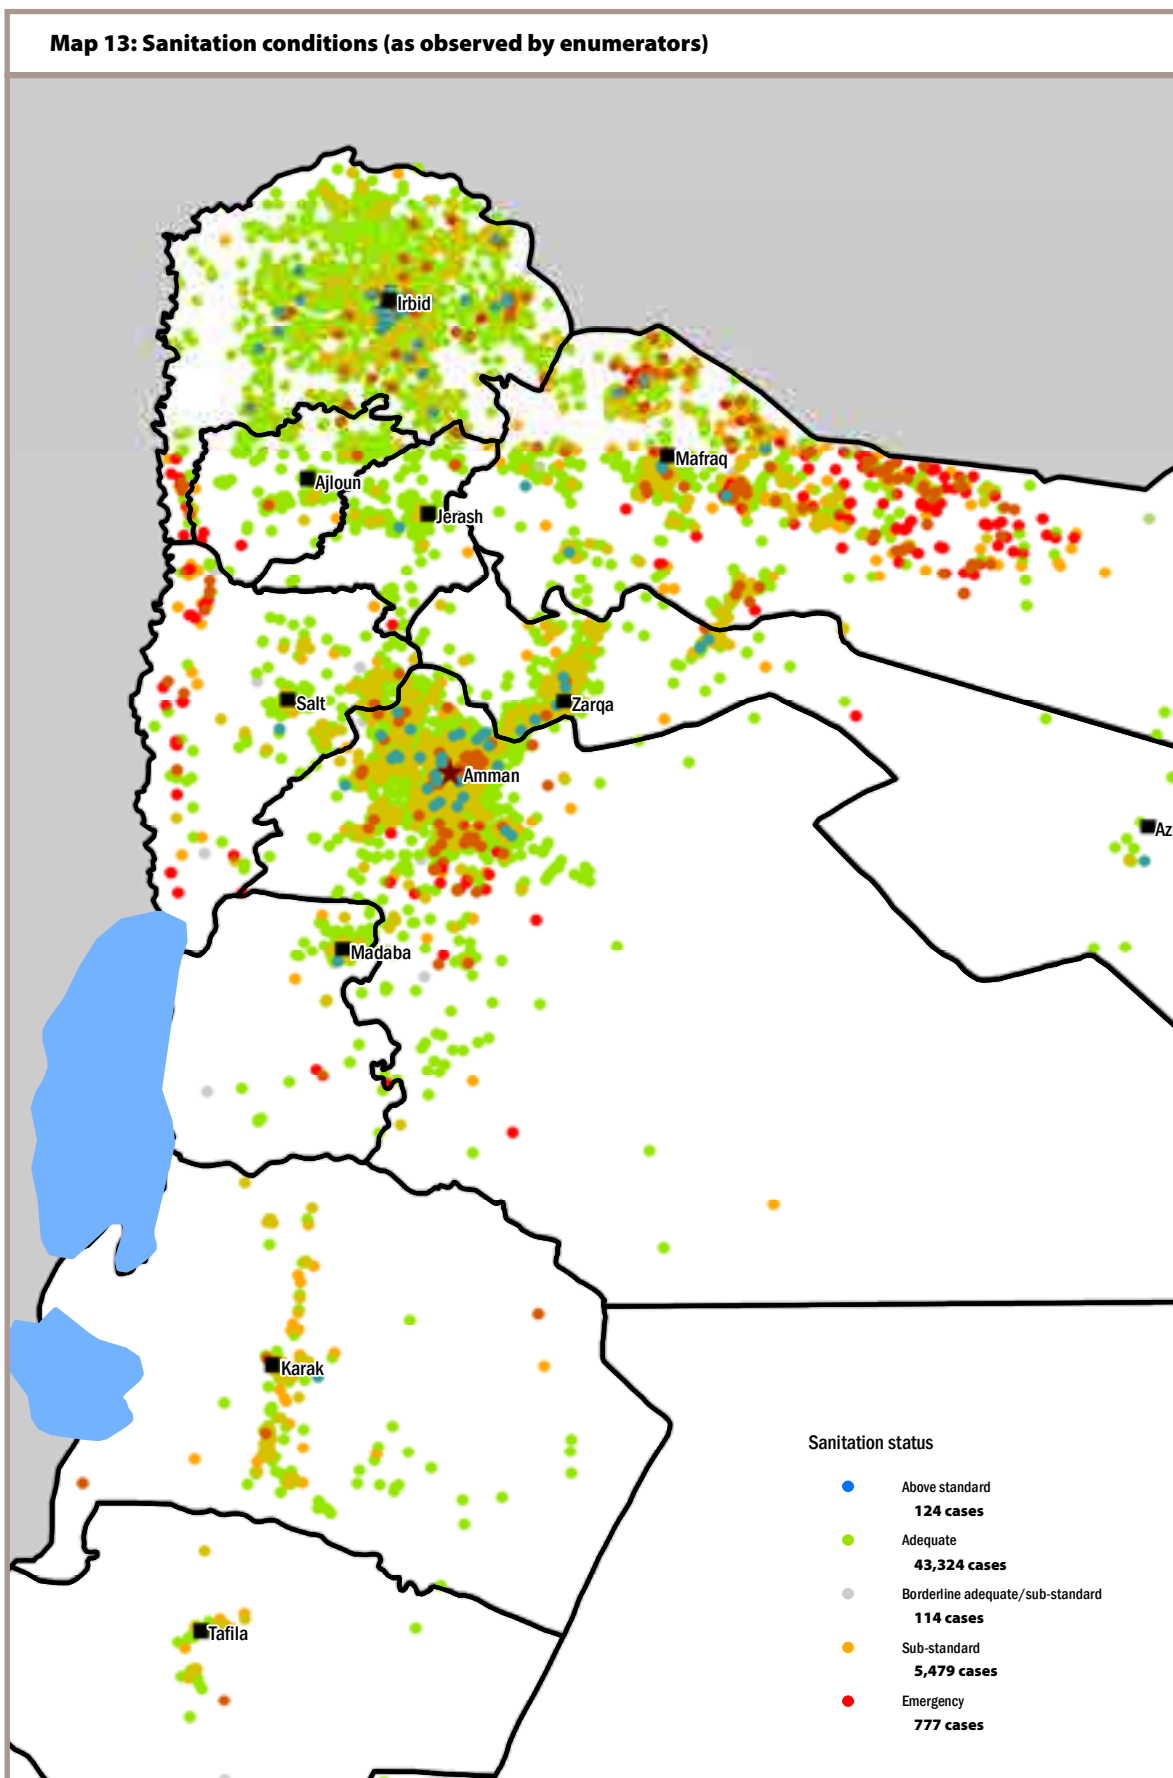 Map 13: Sanitation conditions (as observed by enumerators)
Irbid
Mafraq
Ajloun
Jerash
Salt
Zarqa
Amman
Az
Madaba
Karak
Tafila
Sanitation status
Above standard
124 cases
Adequate
43,324 cases
Borderline adequate/sub-standard
114 cases
Sub-standard
5,479 cases
Emergency
777 cases